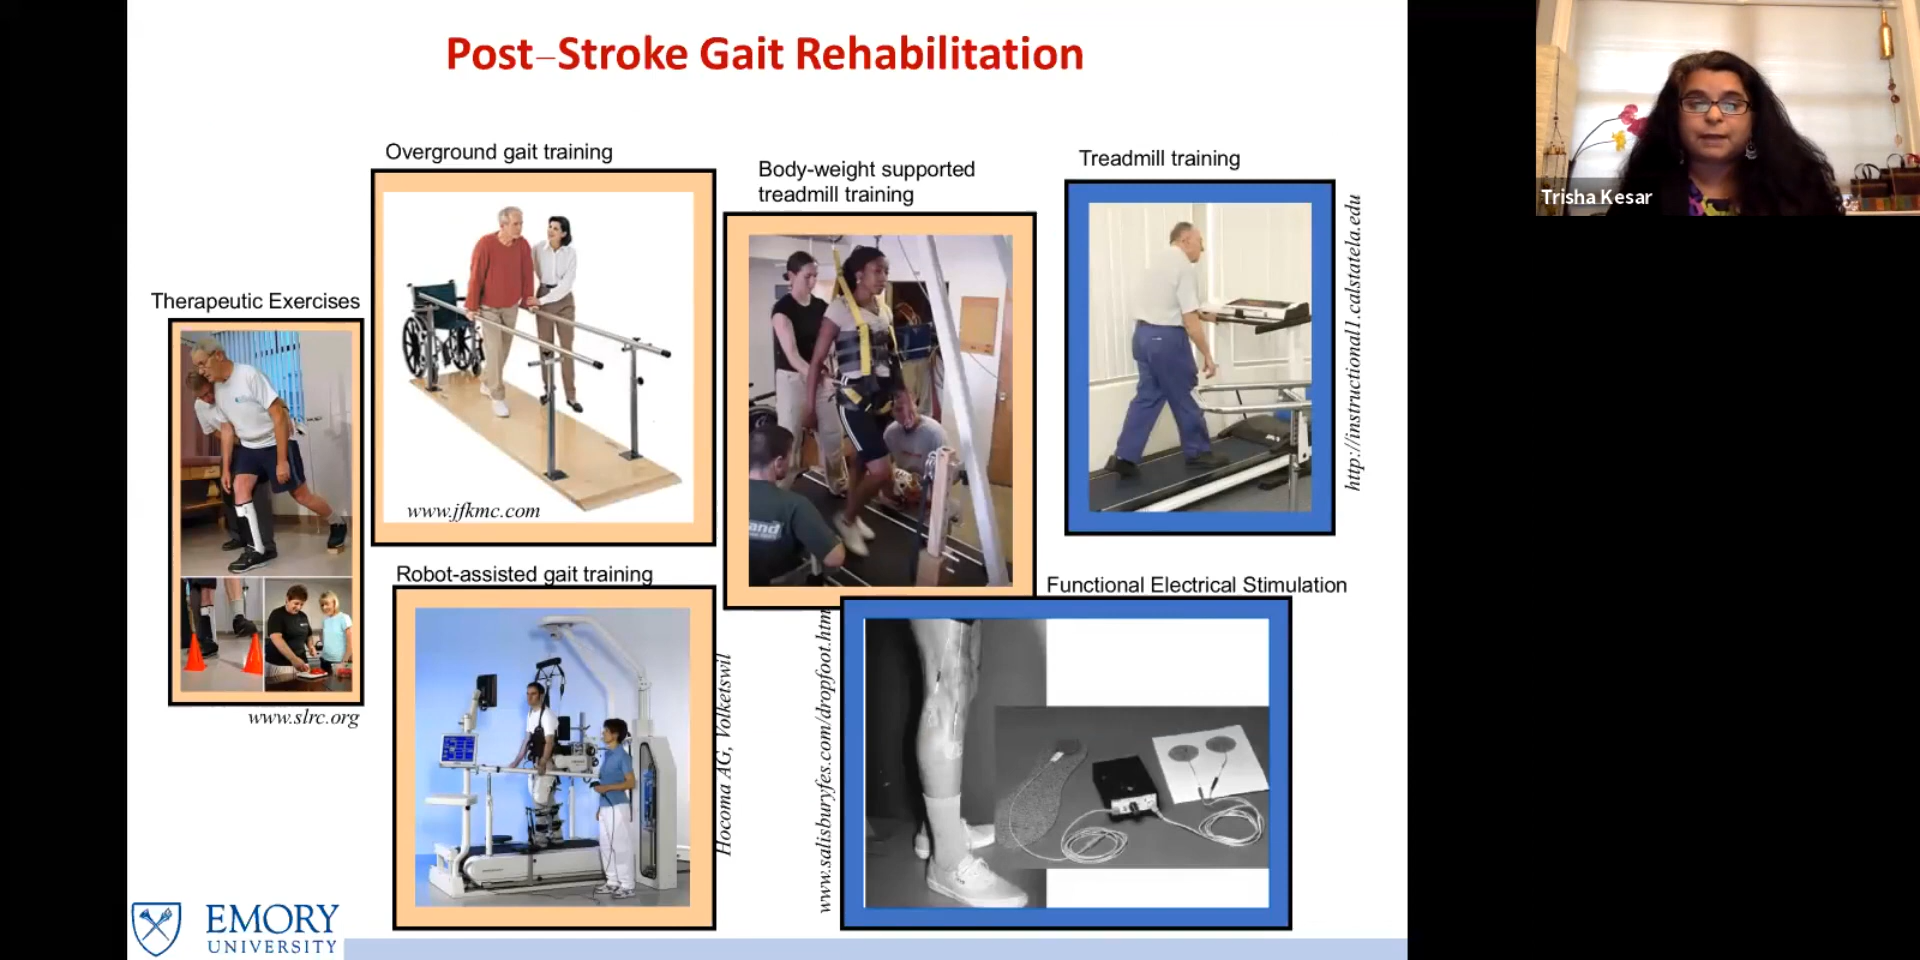 Post–Stroke Gait Rehabilitation
Overground gait training
Body-weight supported
treadmill training
Treadmill training
Therapeutic Exercises
www.jfkmc.com
http://instructional1.calstatela.edu
Robot-assisted gait training
Functional Electrical Stimulation
www.slrc.org
Hocoma AG, Volketswil
www.salisburyfes.com/dropfoot.htm
and
EMORY
UNIVERSITY
Trisha Kesar